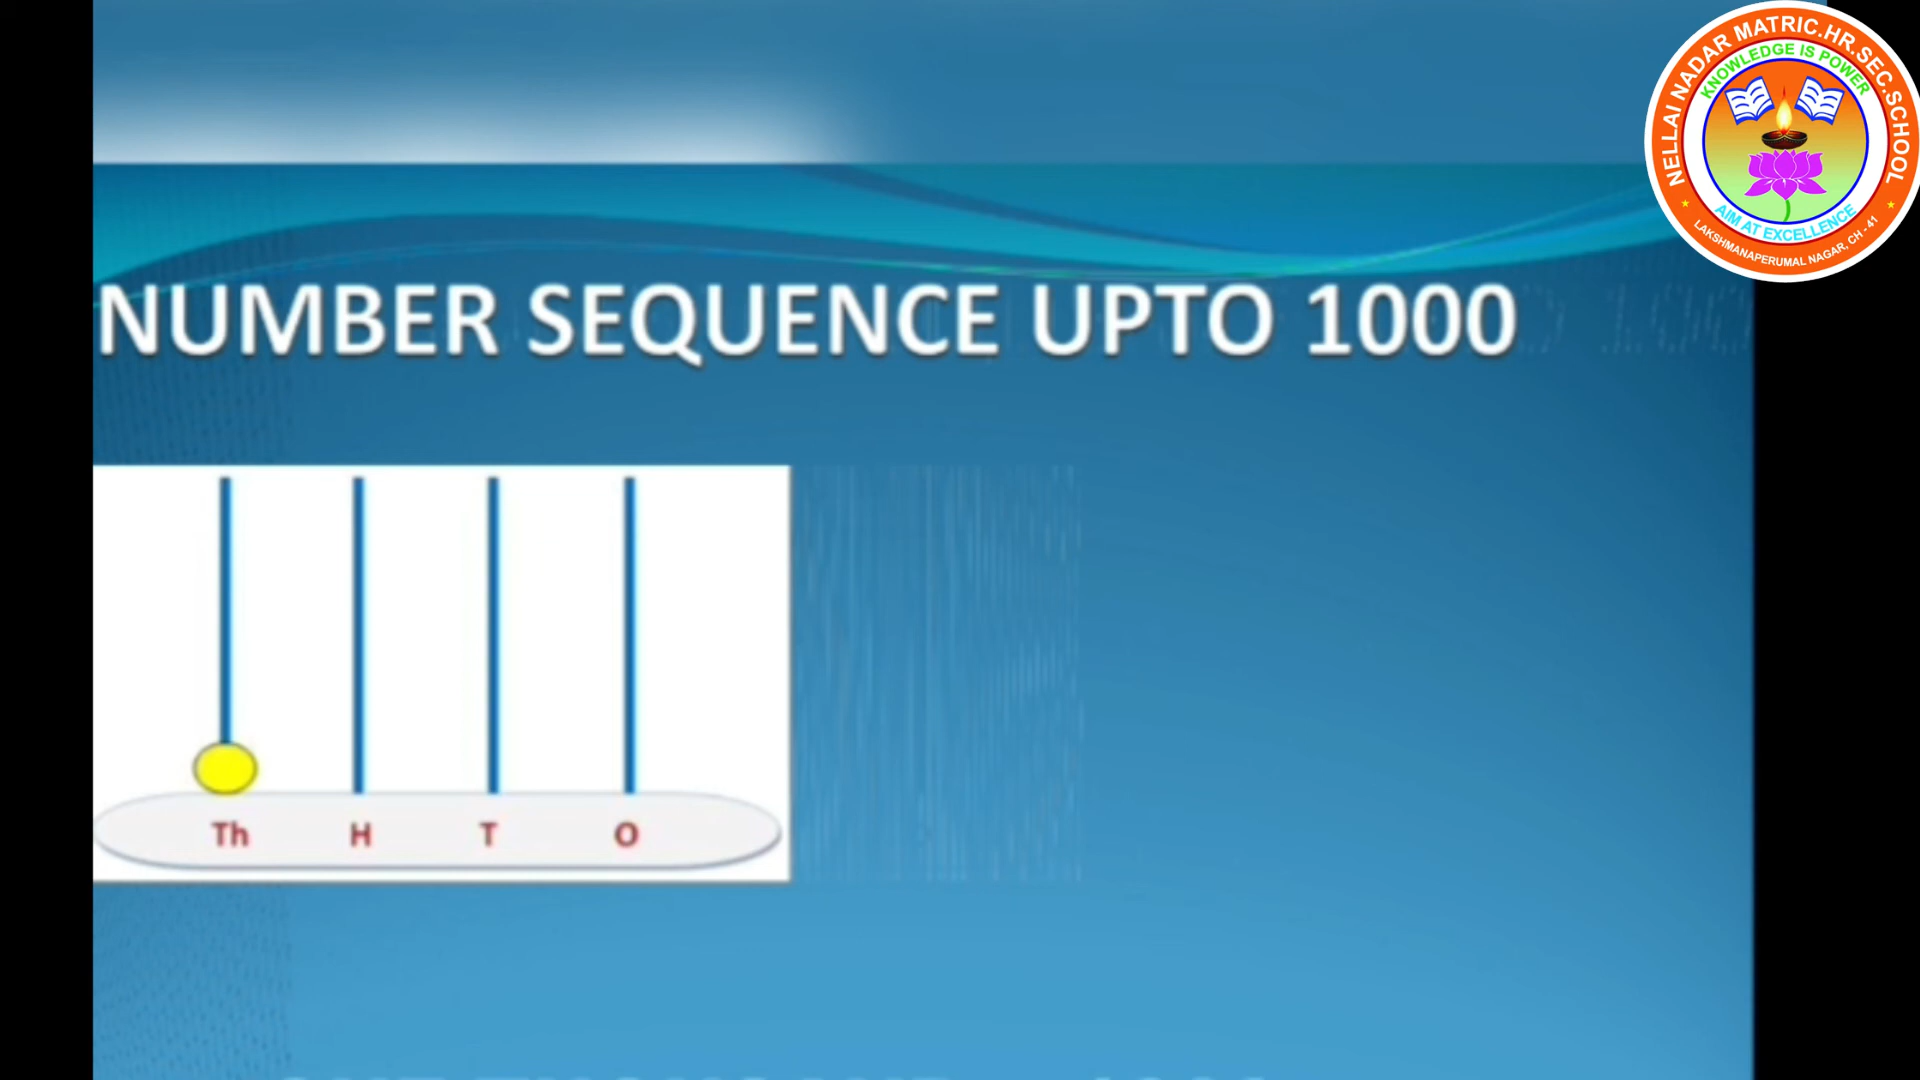 NELLAI NADAR MATRIC.HR.SEC.SCHOOL
KNOWLEDGE IS POWER
AIM AT EXCELLENCE
LAKSHMANAPERUMAL NAGAR, CH - 41
NUMBER SEQUENCE UPTO 1000
Th H T O